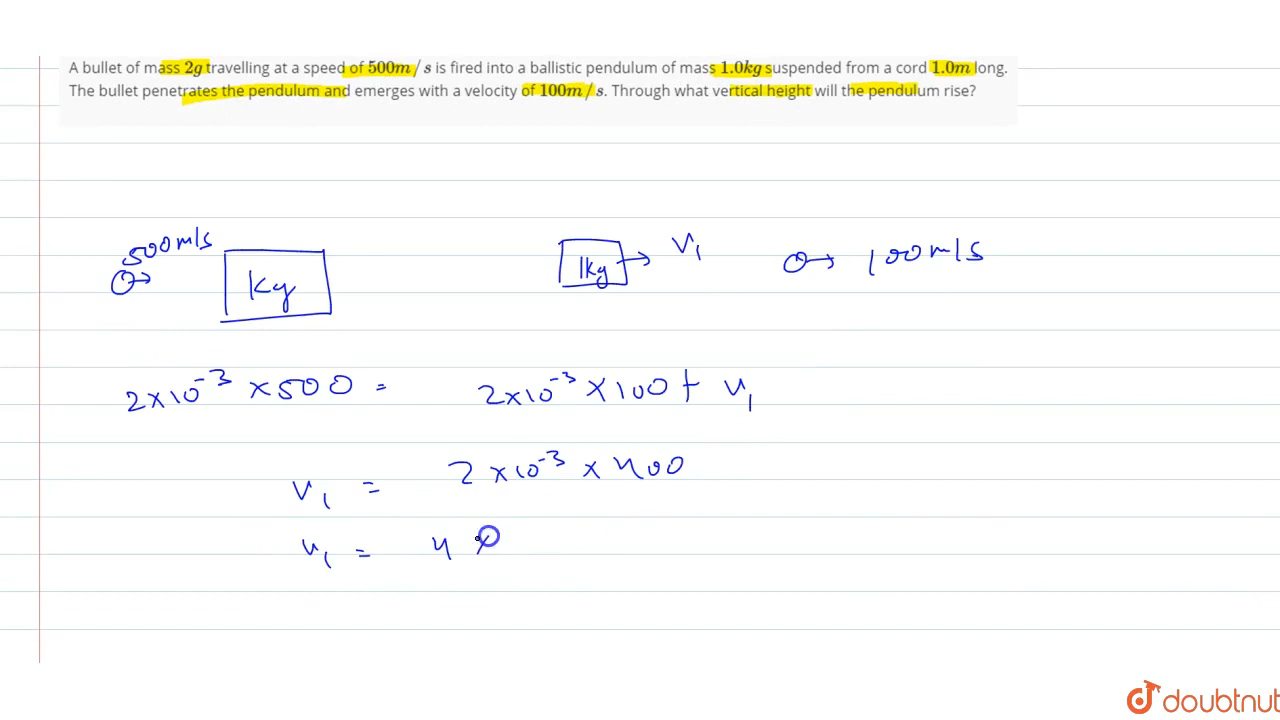 A bullet of mass 2g travelling at a speed of 500m/s is fired into a ballistic pendulum of mass 1.0kg suspended from a cord 1.0m long.
The bullet penetrates the pendulum and emerges with a velocity of 100m/s. Through what vertical height will the pendulum rise?
500m/s
Kg
1kg
V₁
100m/s
2×10⁻³ ×500 = 2×10⁻³ ×100 + V₁
V₁ = 2×10⁻³ × 400
V₁ = 4 ×
doubtnut